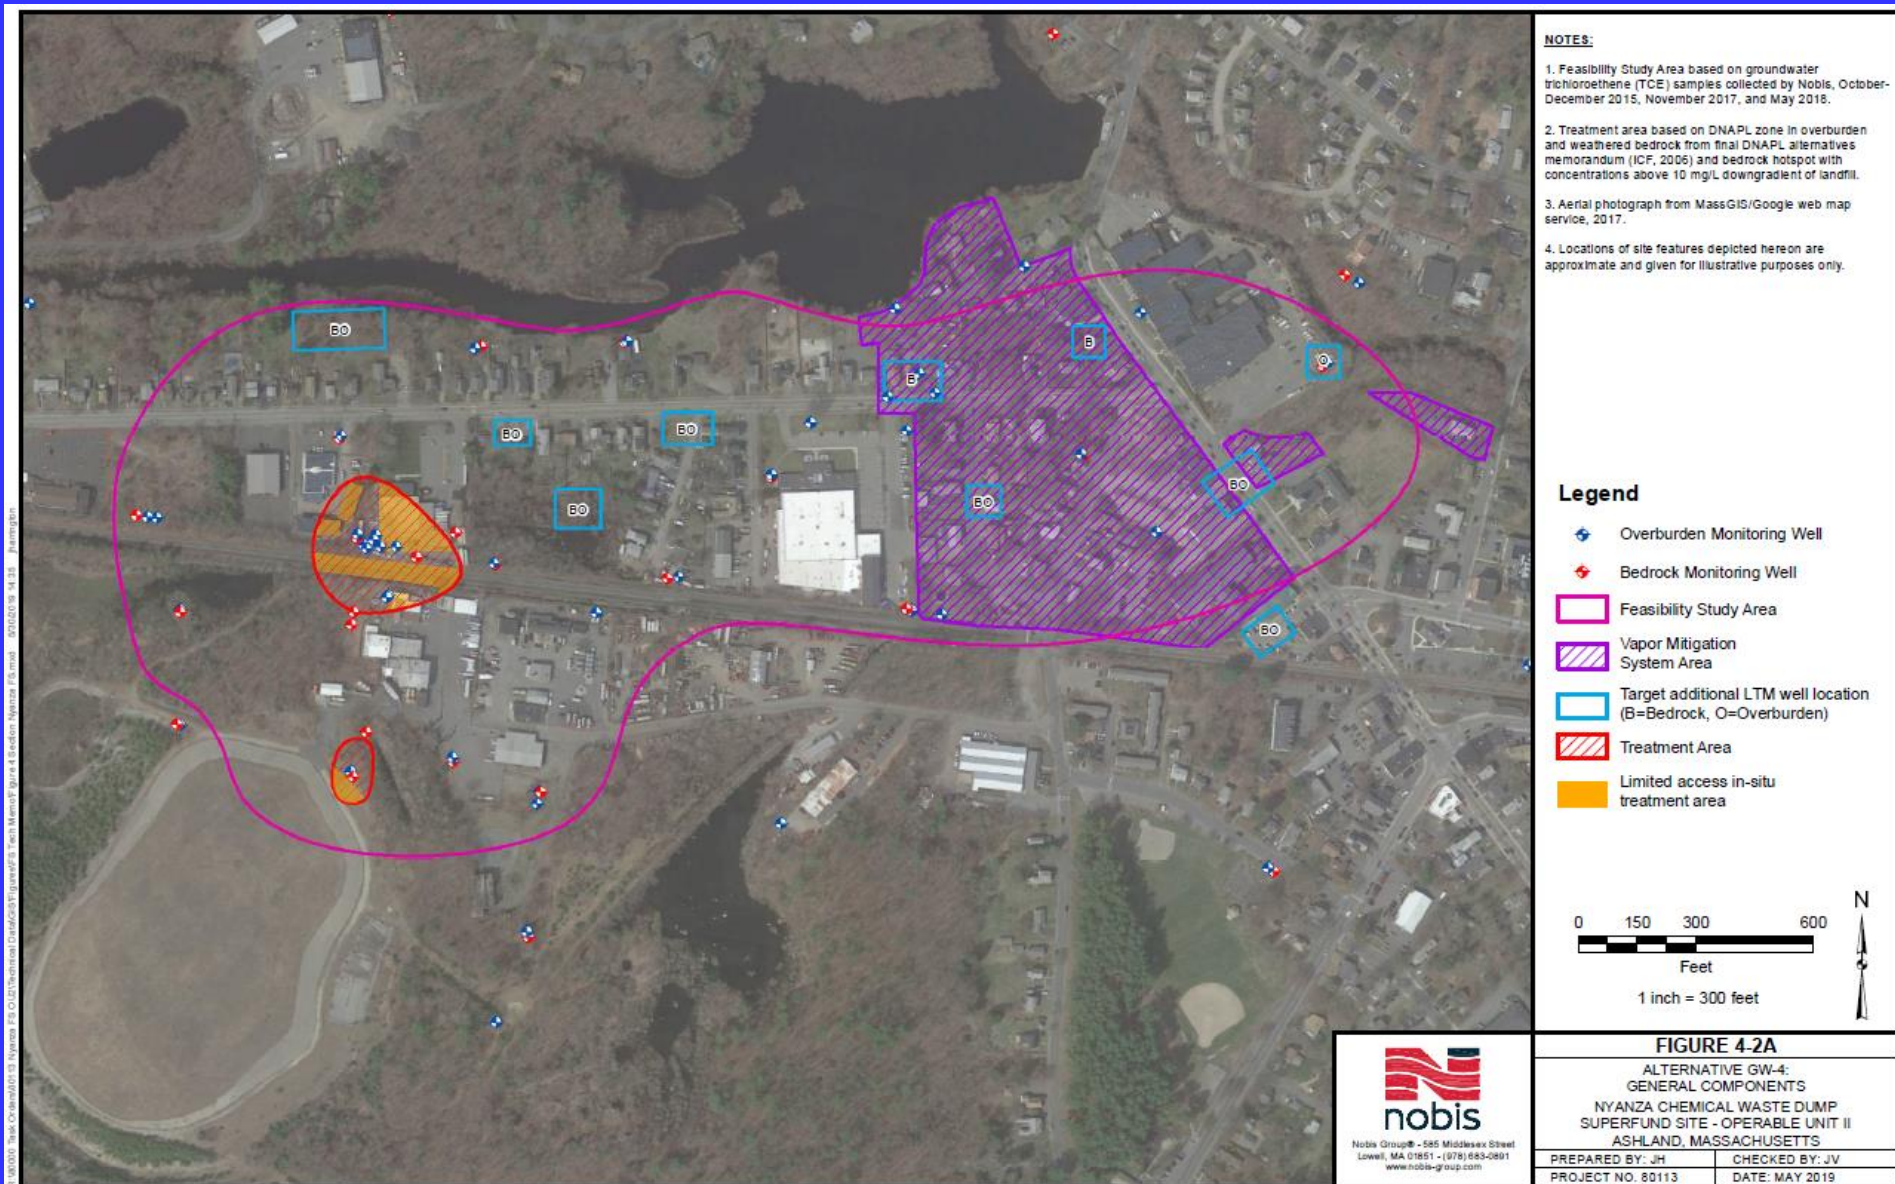 NOTES:
1. Feasibility Study Area based on groundwater
trichloroethene (TCE) samples collected by Nobis, October-
December 2015, November 2017, and May 2018.
2. Treatment area based on DNAPL zone in overburden
and weathered bedrock from final DNAPL alternatives
memorandum (ICF, 2006) and bedrock hotspot with
concentrations above 10 mg/L downgradient of landfill.
3. Aerial photograph from MassGIS/Google web map
service, 2017.
4. Locations of site features depicted hereon are
approximate and given for illustrative purposes only.
BO
B
O
B
BO
BO
BO
BO
BO
BO
Legend
Overburden Monitoring Well
Bedrock Monitoring Well
Feasibility Study Area
Vapor Mitigation
System Area
Target additional LTM well location
(B=Bedrock, O=Overburden)
Treatment Area
Limited access in-situ
treatment area
N
0 150 300 600
Feet
1 inch = 300 feet
nobis
Nobis Group® - 585 Middlesex Street
Lowell, MA 01851 - (978) 683-0891
www.nobis-group.com
FIGURE 4-2A
ALTERNATIVE GW-4:
GENERAL COMPONENTS
NYANZA CHEMICAL WASTE DUMP
SUPERFUND SITE - OPERABLE UNIT II
ASHLAND, MASSACHUSETTS
PREPARED BY: JH CHECKED BY: JV
PROJECT NO. 80113 DATE: MAY 2019